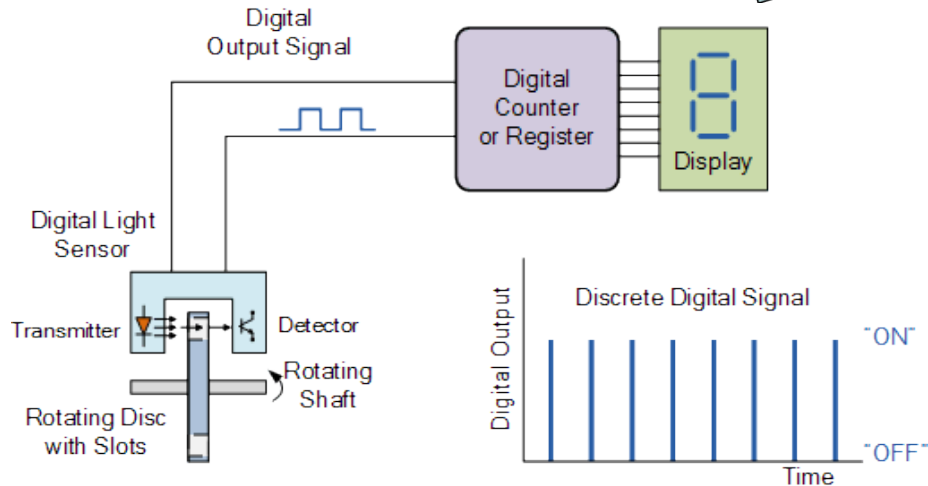 Digital
Output Signal
Digital
Counter
or Register
Display
Digital Light
Sensor
Transmitter
Detector
Rotating
Shaft
Rotating Disc
with Slots
Digital Output
Discrete Digital Signal
"ON"
"OFF"
Time